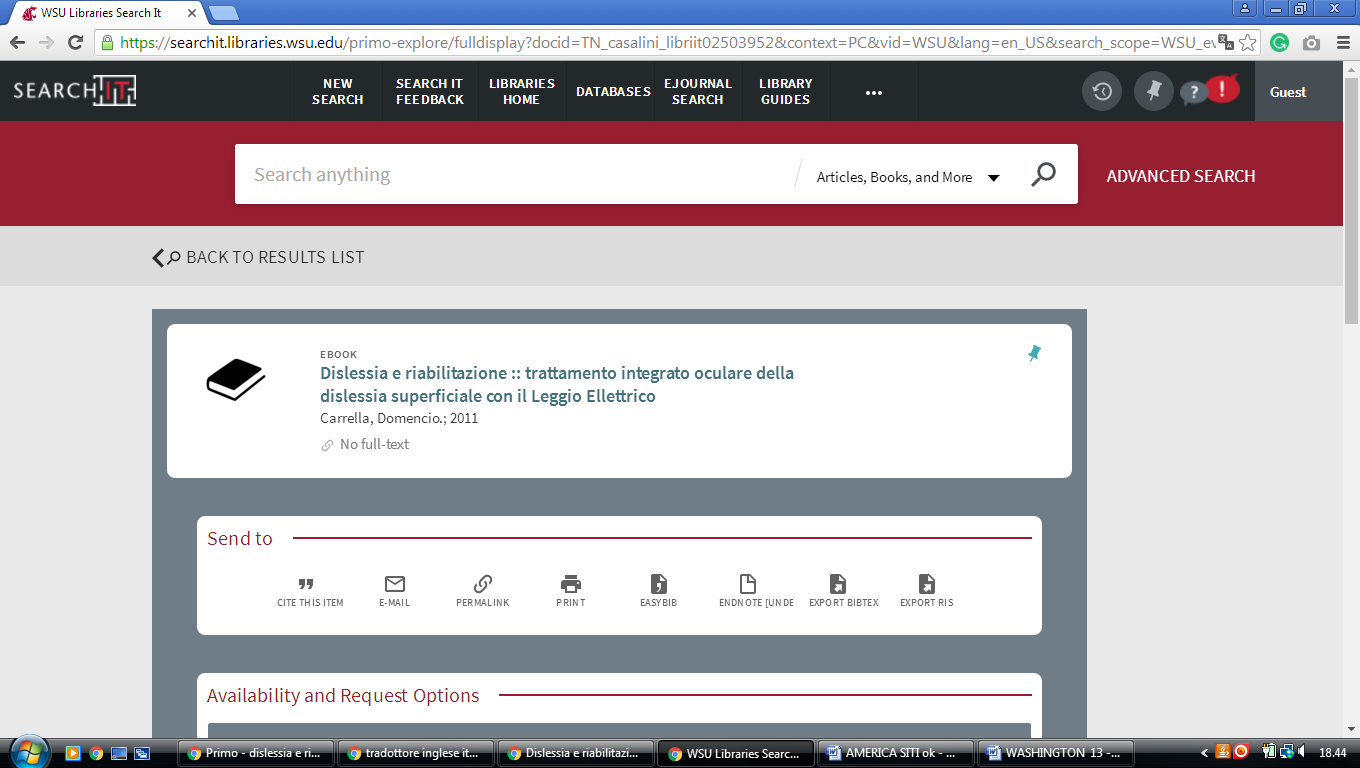 WSU Libraries Search It
https://searchit.libraries.wsu.edu/primo-explore/fulldisplay?docid=TN_casalini_libriit02503952&context=PC&vid=WSU&lang=en_US&search_scope=WSU_ev
SEARCH IT
NEW SEARCH
SEARCH IT FEEDBACK
LIBRARIES HOME
DATABASES
EJOURNAL SEARCH
LIBRARY GUIDES
Guest
Search anything
Articles, Books, and More
ADVANCED SEARCH
BACK TO RESULTS LIST
EBOOK
Dislessia e riabilitazione :: trattamento integrato oculare della
dislessia superficiale con il Leggio Ellettrico
Carrella, Domencio.; 2011
No full-text
Send to
CITE THIS ITEM
E-MAIL
PERMALINK
PRINT
EASYBIB
ENDNOTE [UNDE
EXPORT BIBTEX
EXPORT RIS
Availability and Request Options
Primo - dislessia e ri...
tradottore inglese it...
Dislessia e riabilitazi...
WSU Libraries Searc...
AMERICA SITI ok - ...
WASHINGTON 13 -...
18.44